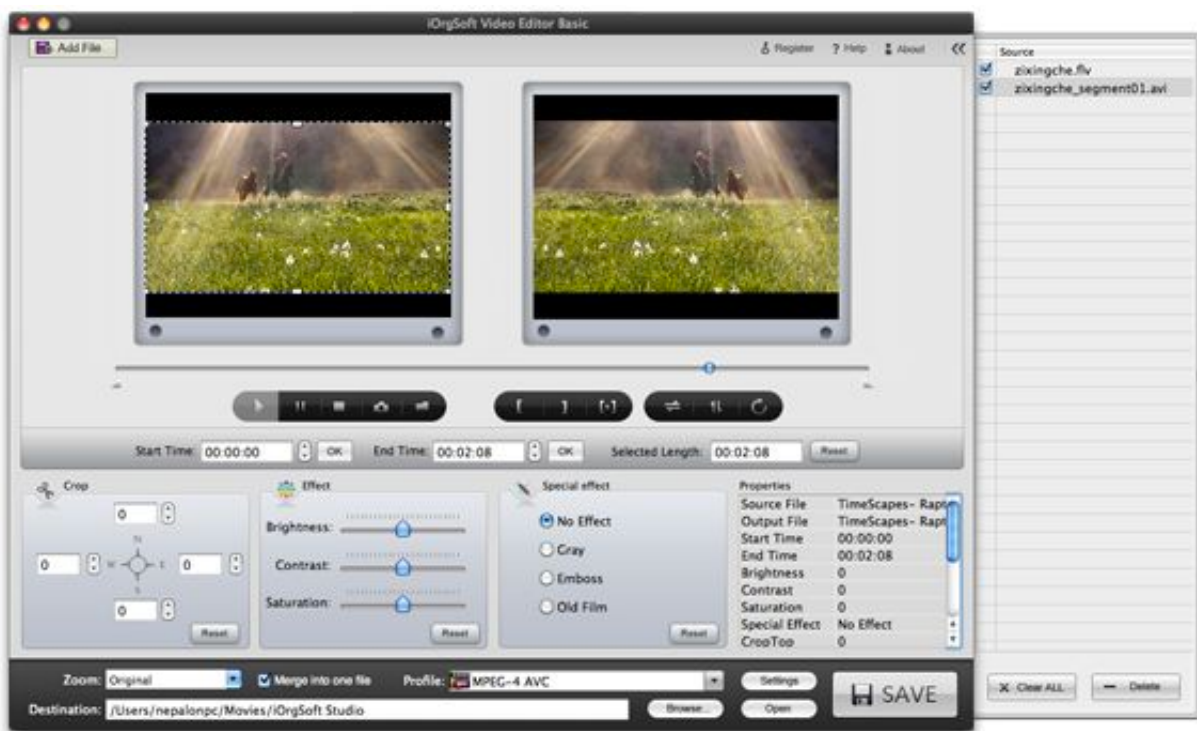 iOrgSoft Video Editor Basic
Add File
Register ? Help About
Source
zixingche.flv
zixingche_segment01.avi
Start Time: 00:00:00 OK End Time: 00:02:08 OK Selected Length: 00:02:08 Reset
Crop
0
N
0 W E 0
S
0
Reset
Effect
Brightness:
Contrast:
Saturation:
Reset
Special effect
No Effect
Gray
Emboss
Old Film
Reset
Properties
Source File TimeScapes- Rapt
Output File TimeScapes- Rapt
Start Time 00:00:00
End Time 00:02:08
Brightness 0
Contrast 0
Saturation 0
Special Effect No Effect
CropTop 0
Zoom: Original Merge into one file Profile: MPEG-4 AVC Settings
Destination: /Users/nepalonpc/Movies/iOrgSoft Studio Browse... Open
SAVE
X Clear ALL — Delete